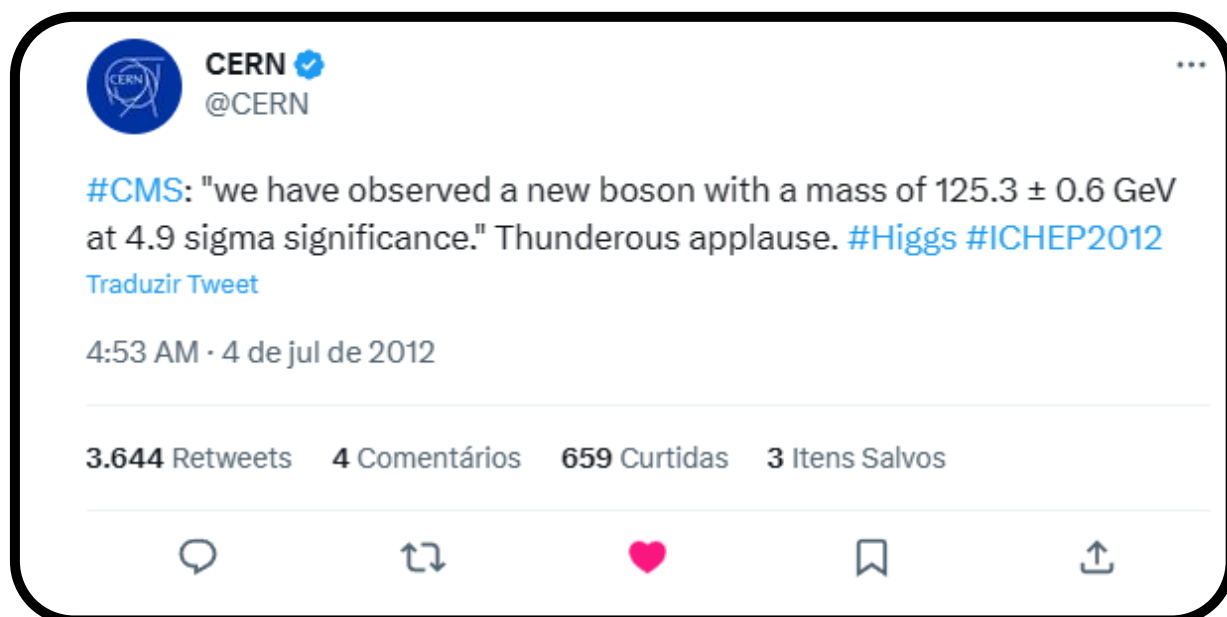 CERN
CERN
@CERN
#CMS: "we have observed a new boson with a mass of 125.3 ± 0.6 GeV
at 4.9 sigma significance." Thunderous applause. #Higgs #ICHEP2012
Traduzir Tweet
4:53 AM · 4 de jul de 2012
3.644 Retweets 4 Comentários 659 Curtidas 3 Itens Salvos